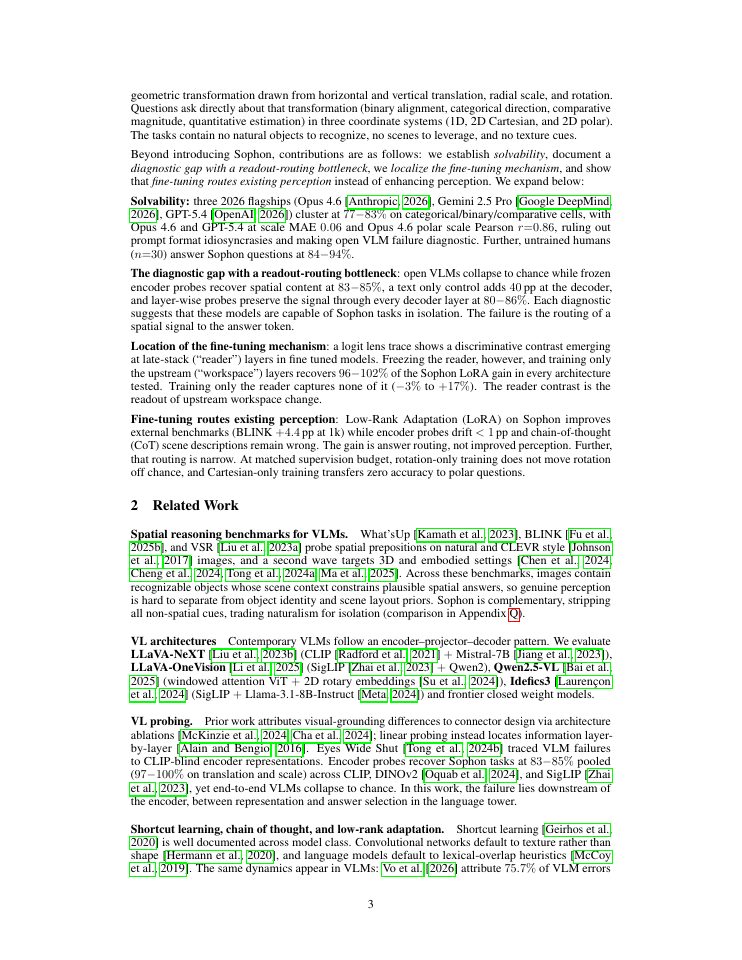 geometric transformation drawn from horizontal and vertical translation, radial scale, and rotation.
Questions ask directly about that transformation (binary alignment, categorical direction, comparative
magnitude, quantitative estimation) in three coordinate systems (1D, 2D Cartesian, and 2D polar).
The tasks contain no natural objects to recognize, no scenes to leverage, and no texture cues.
Beyond introducing Sophon, contributions are as follows: we establish solvability, document a
diagnostic gap with a readout-routing bottleneck, we localize the fine-tuning mechanism, and show
that fine-tuning routes existing perception instead of enhancing perception. We expand below:
Solvability: three 2026 flagships (Opus 4.6 [Anthropic, 2026], Gemini 2.5 Pro [Google DeepMind,
2026], GPT-5.4 [OpenAI, 2026]) cluster at 77−83% on categorical/binary/comparative cells, with
Opus 4.6 and GPT-5.4 at scale MAE 0.06 and Opus 4.6 polar scale Pearson r=0.86, ruling out
prompt format idiosyncrasies and making open VLM failure diagnostic. Further, untrained humans
(n=30) answer Sophon questions at 84−94%.
The diagnostic gap with a readout-routing bottleneck: open VLMs collapse to chance while frozen
encoder probes recover spatial content at 83−85%, a text only control adds 40 pp at the decoder,
and layer-wise probes preserve the signal through every decoder layer at 80−86%. Each diagnostic
suggests that these models are capable of Sophon tasks in isolation. The failure is the routing of a
spatial signal to the answer token.
Location of the fine-tuning mechanism: a logit lens trace shows a discriminative contrast emerging
at late-stack (“reader”) layers in fine tuned models. Freezing the reader, however, and training only
the upstream (“workspace”) layers recovers 96−102% of the Sophon LoRA gain in every architecture
tested. Training only the reader captures none of it (−3% to +17%). The reader contrast is the
readout of upstream workspace change.
Fine-tuning routes existing perception: Low-Rank Adaptation (LoRA) on Sophon improves
external benchmarks (BLINK +4.4 pp at 1k) while encoder probes drift < 1 pp and chain-of-thought
(CoT) scene descriptions remain wrong. The gain is answer routing, not improved perception. Further,
that routing is narrow. At matched supervision budget, rotation-only training does not move rotation
off chance, and Cartesian-only training transfers zero accuracy to polar questions.
2 Related Work
Spatial reasoning benchmarks for VLMs. What’sUp [Kamath et al., 2023], BLINK [Fu et al.,
2025b], and VSR [Liu et al., 2023a] probe spatial prepositions on natural and CLEVR style [Johnson
et al., 2017] images, and a second wave targets 3D and embodied settings [Chen et al., 2024,
Cheng et al., 2024, Tong et al., 2024a, Ma et al., 2025]. Across these benchmarks, images contain
recognizable objects whose scene context constrains plausible spatial answers, so genuine perception
is hard to separate from object identity and scene layout priors. Sophon is complementary, stripping
all non-spatial cues, trading naturalism for isolation (comparison in Appendix Q).
VL architectures Contemporary VLMs follow an encoder–projector–decoder pattern. We evaluate
LLaVA-NeXT [Liu et al., 2023b] (CLIP [Radford et al., 2021] + Mistral-7B [Jiang et al., 2023]),
LLaVA-OneVision [Li et al., 2025] (SigLIP [Zhai et al., 2023] + Qwen2), Qwen2.5-VL [Bai et al.,
2025] (windowed attention ViT + 2D rotary embeddings [Su et al., 2024]), Idefics3 [Laurençon
et al., 2024] (SigLIP + Llama-3.1-8B-Instruct [Meta, 2024]) and frontier closed weight models.
VL probing. Prior work attributes visual-grounding differences to connector design via architecture
ablations [McKinzie et al., 2024, Cha et al., 2024]; linear probing instead locates information layer-
by-layer [Alain and Bengio, 2016]. Eyes Wide Shut [Tong et al., 2024b] traced VLM failures
to CLIP-blind encoder representations. Encoder probes recover Sophon tasks at 83−85% pooled
(97−100% on translation and scale) across CLIP, DINOv2 [Oquab et al., 2024], and SigLIP [Zhai
et al., 2023], yet end-to-end VLMs collapse to chance. In this work, the failure lies downstream of
the encoder, between representation and answer selection in the language tower.
Shortcut learning, chain of thought, and low-rank adaptation. Shortcut learning [Geirhos et al.,
2020] is well documented across model class. Convolutional networks default to texture rather than
shape [Hermann et al., 2020], and language models default to lexical-overlap heuristics [McCoy
et al., 2019]. The same dynamics appear in VLMs: Vo et al. [2026] attribute 75.7% of VLM errors
3